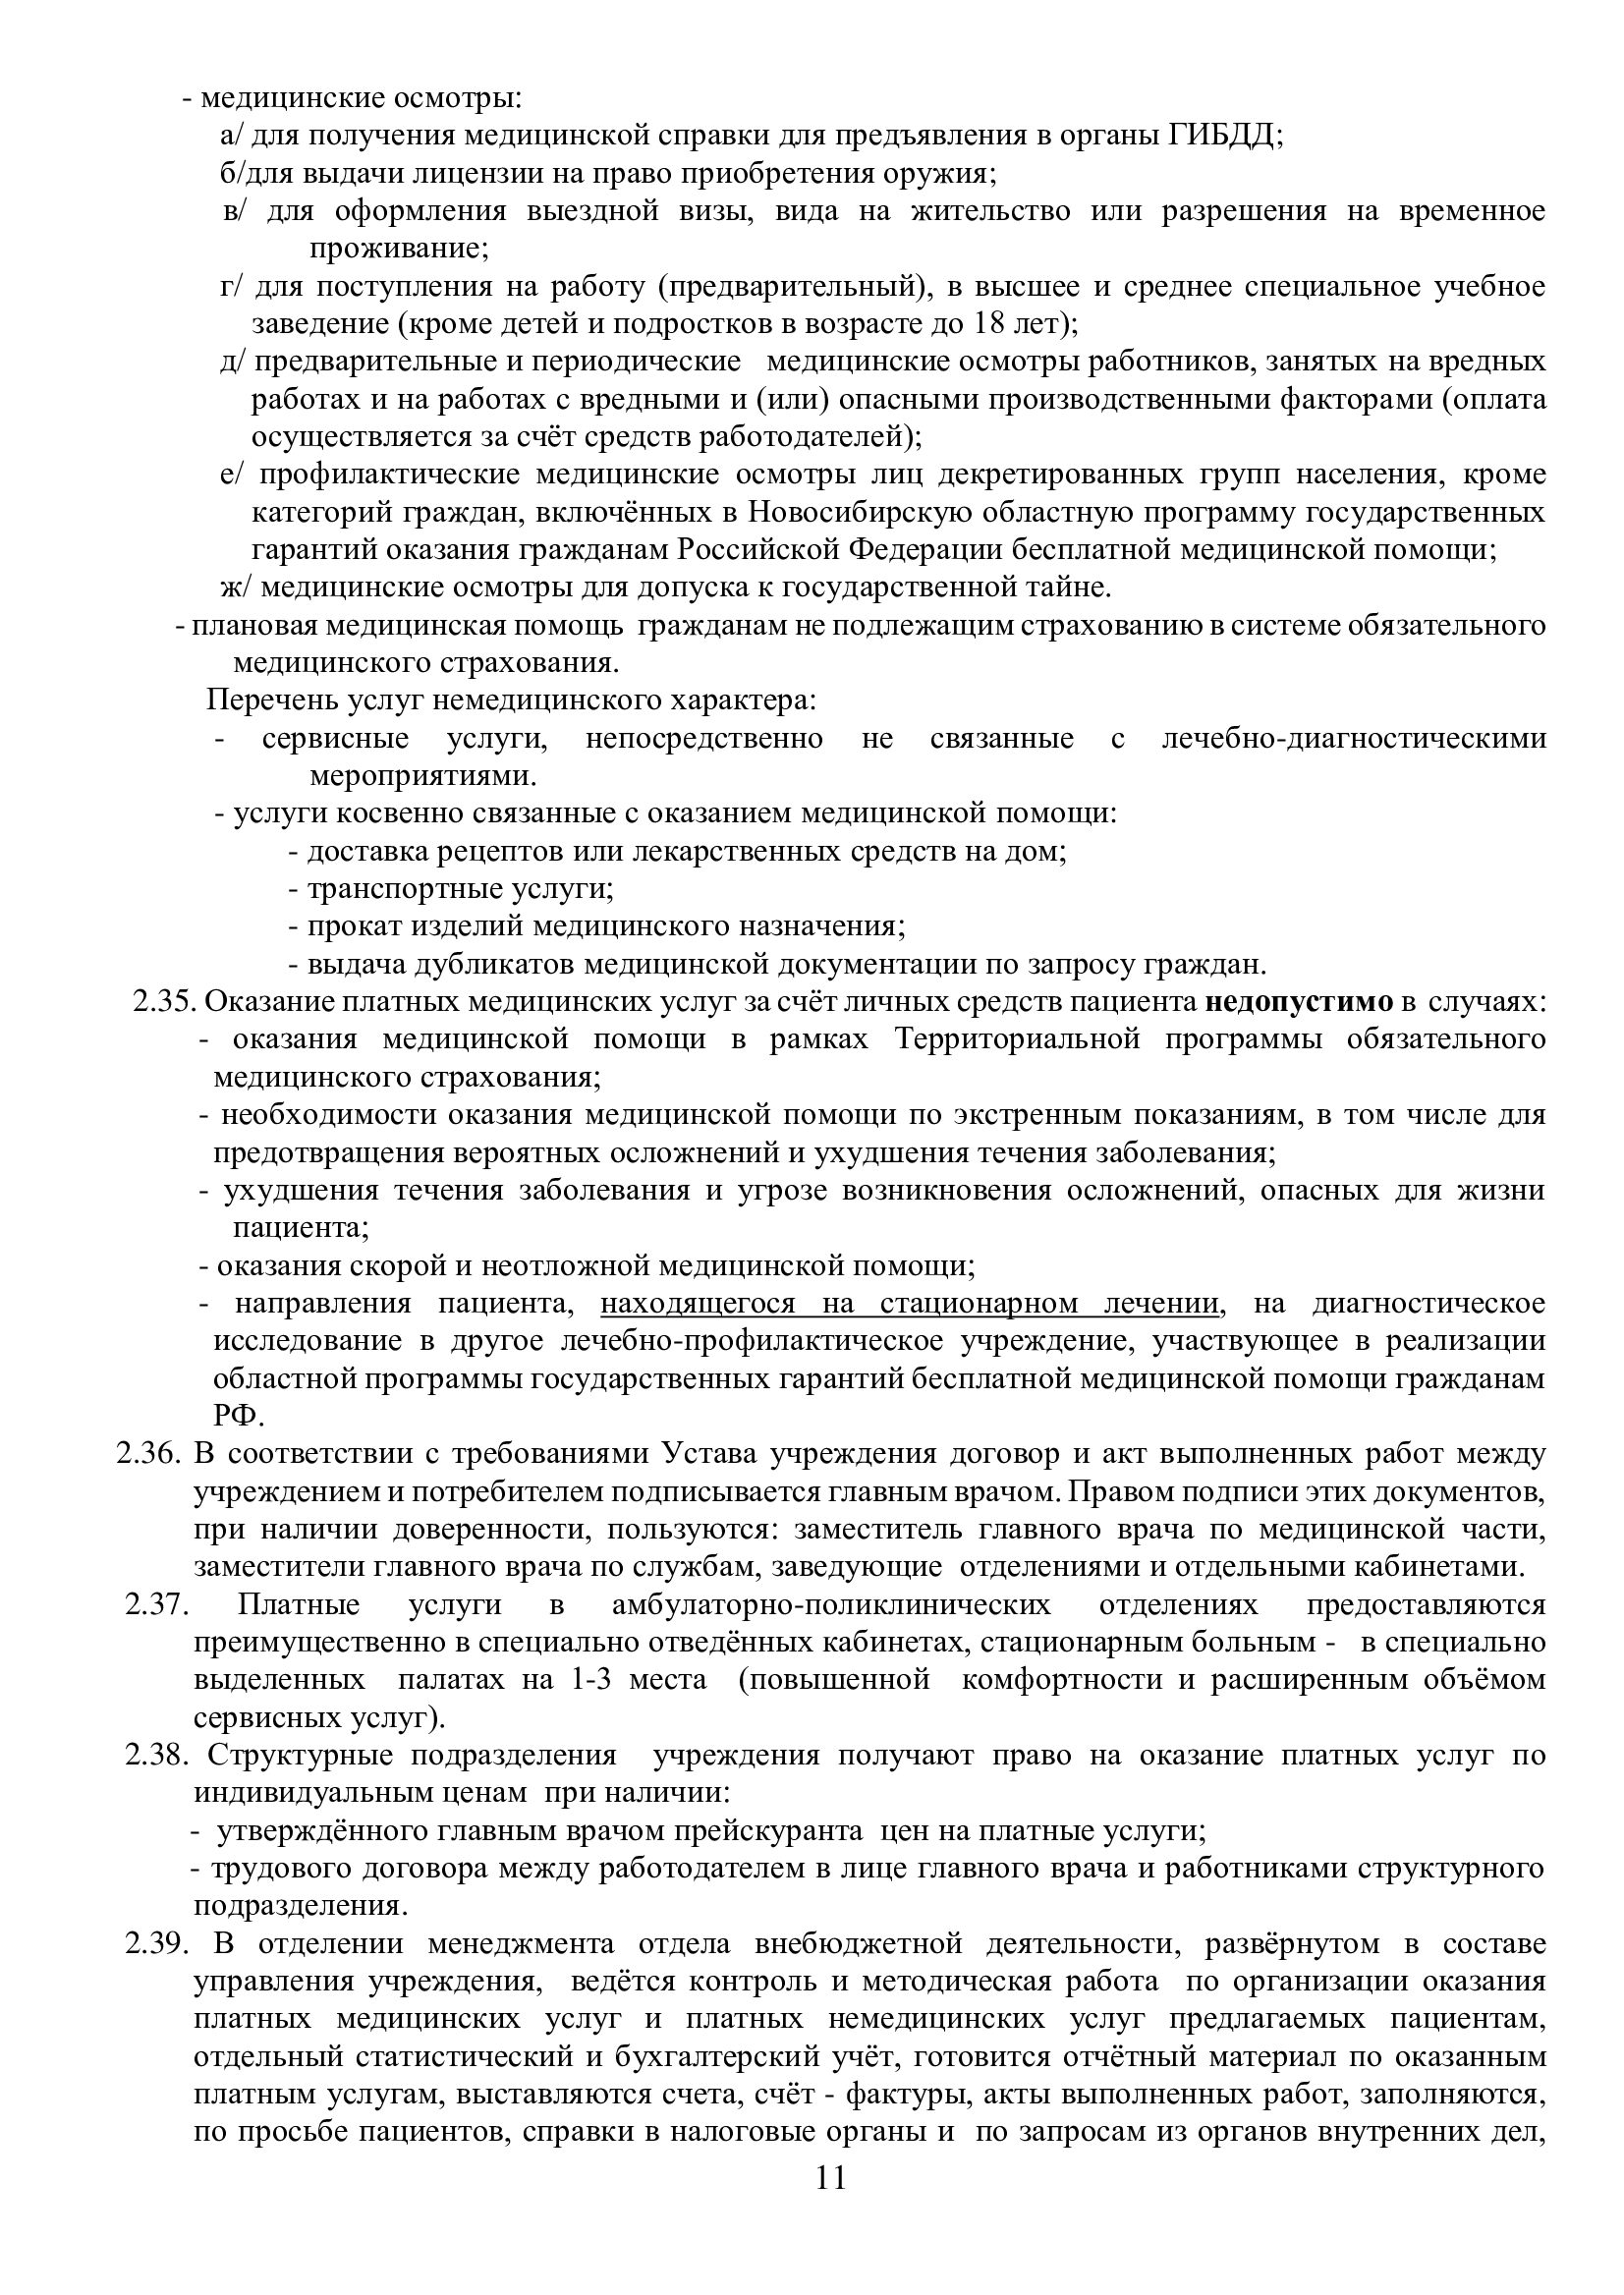 - медицинские осмотры:
а/ для получения медицинской справки для предъявления в органы ГИБДД;
б/для выдачи лицензии на право приобретения оружия;
в/ для оформления выездной визы, вида на жительство или разрешения на временное
проживание;
г/ для поступления на работу (предварительный), в высшее и среднее специальное учебное
заведение (кроме детей и подростков в возрасте до 18 лет);
д/ предварительные и периодические медицинские осмотры работников, занятых на вредных
работах и на работах с вредными и (или) опасными производственными факторами (оплата
осуществляется за счёт средств работодателей);
е/ профилактические медицинские осмотры лиц декретированных групп населения, кроме
категорий граждан, включённых в Новосибирскую областную программу государственных
гарантий оказания гражданам Российской Федерации бесплатной медицинской помощи;
ж/ медицинские осмотры для допуска к государственной тайне.
- плановая медицинская помощь гражданам не подлежащим страхованию в системе обязательного
медицинского страхования.
Перечень услуг немедицинского характера:
- сервисные услуги, непосредственно не связанные с лечебно-диагностическими
мероприятиями.
- услуги косвенно связанные с оказанием медицинской помощи:
- доставка рецептов или лекарственных средств на дом;
- транспортные услуги;
- прокат изделий медицинского назначения;
- выдача дубликатов медицинской документации по запросу граждан.
2.35. Оказание платных медицинских услуг за счёт личных средств пациента недопустимо в случаях:
- оказания медицинской помощи в рамках Территориальной программы обязательного
медицинского страхования;
- необходимости оказания медицинской помощи по экстренным показаниям, в том числе для
предотвращения вероятных осложнений и ухудшения течения заболевания;
- ухудшения течения заболевания и угрозе возникновения осложнений, опасных для жизни
пациента;
- оказания скорой и неотложной медицинской помощи;
- направления пациента, находящегося на стационарном лечении, на диагностическое
исследование в другое лечебно-профилактическое учреждение, участвующее в реализации
областной программы государственных гарантий бесплатной медицинской помощи гражданам
РФ.
2.36. В соответствии с требованиями Устава учреждения договор и акт выполненных работ между
учреждением и потребителем подписывается главным врачом. Правом подписи этих документов,
при наличии доверенности, пользуются: заместитель главного врача по медицинской части,
заместители главного врача по службам, заведующие отделениями и отдельными кабинетами.
2.37. Платные услуги в амбулаторно-поликлинических отделениях предоставляются
преимущественно в специально отведённых кабинетах, стационарным больным - в специально
выделенных палатах на 1-3 места (повышенной комфортности и расширенным объёмом
сервисных услуг).
2.38. Структурные подразделения учреждения получают право на оказание платных услуг по
индивидуальным ценам при наличии:
- утверждённого главным врачом прейскуранта цен на платные услуги;
- трудового договора между работодателем в лице главного врача и работниками структурного
подразделения.
2.39. В отделении менеджмента отдела внебюджетной деятельности, развёрнутом в составе
управления учреждения, ведётся контроль и методическая работа по организации оказания
платных медицинских услуг и платных немедицинских услуг предлагаемых пациентам,
отдельный статистический и бухгалтерский учёт, готовится отчётный материал по оказанным
платным услугам, выставляются счета, счёт - фактуры, акты выполненных работ, заполняются,
по просьбе пациентов, справки в налоговые органы и по запросам из органов внутренних дел,
11